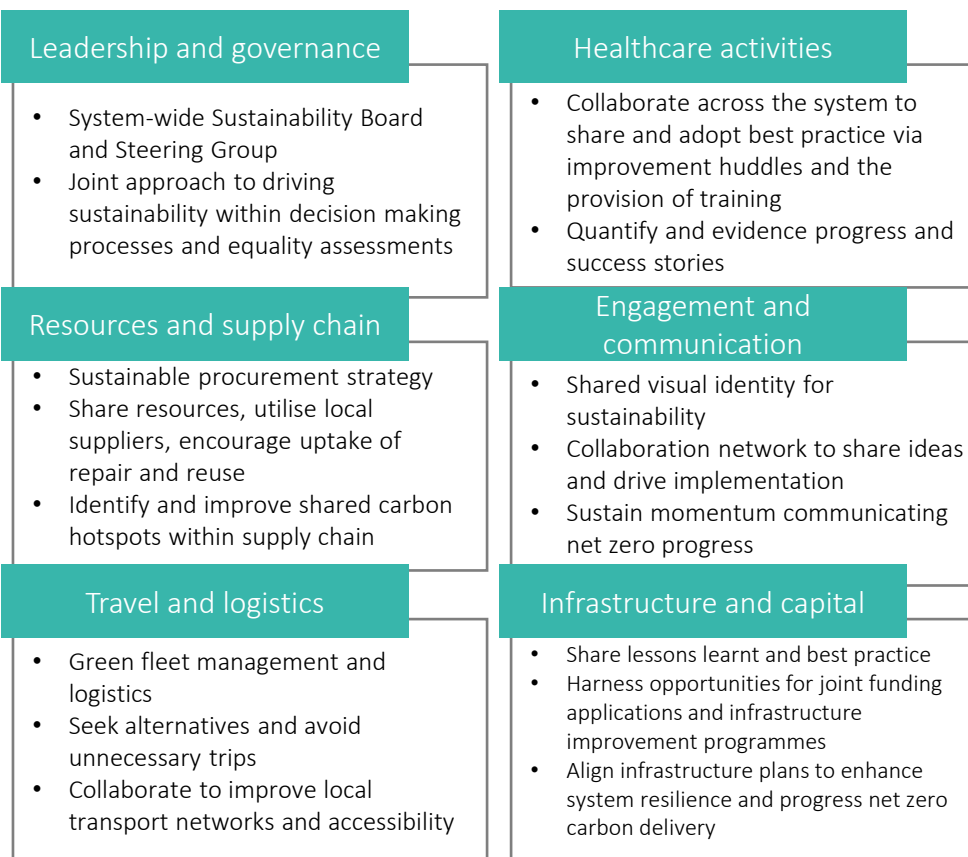 Leadership and governance
• System-wide Sustainability Board
and Steering Group
• Joint approach to driving
sustainability within decision making
processes and equality assessments
Healthcare activities
• Collaborate across the system to
share and adopt best practice via
improvement huddles and the
provision of training
• Quantify and evidence progress and
success stories
Resources and supply chain
• Sustainable procurement strategy
• Share resources, utilise local
suppliers, encourage uptake of
repair and reuse
• Identify and improve shared carbon
hotspots within supply chain
Engagement and
communication
• Shared visual identity for
sustainability
• Collaboration network to share ideas
and drive implementation
• Sustain momentum communicating
net zero progress
Travel and logistics
• Green fleet management and
logistics
• Seek alternatives and avoid
unnecessary trips
• Collaborate to improve local
transport networks and accessibility
Infrastructure and capital
• Share lessons learnt and best practice
• Harness opportunities for joint funding
applications and infrastructure
improvement programmes
• Align infrastructure plans to enhance
system resilience and progress net zero
carbon delivery